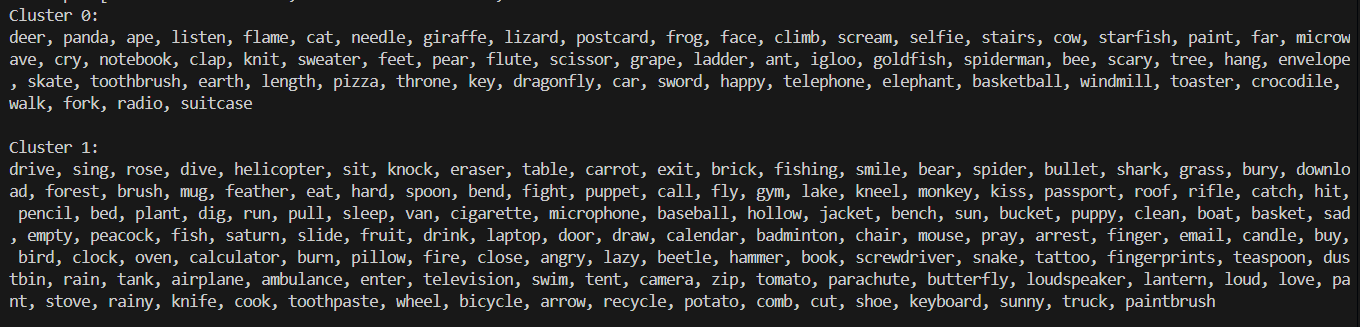 Cluster 0:
deer, panda, ape, listen, flame, cat, needle, giraffe, lizard, postcard, frog, face, climb, scream, selfie, stairs, cow, starfish, paint, far, microw
ave, cry, notebook, clap, knit, sweater, feet, pear, flute, scissor, grape, ladder, ant, igloo, goldfish, spiderman, bee, scary, tree, hang, envelope
, skate, toothbrush, earth, length, pizza, throne, key, dragonfly, car, sword, happy, telephone, elephant, basketball, windmill, toaster, crocodile,
walk, fork, radio, suitcase
Cluster 1:
drive, sing, rose, dive, helicopter, sit, knock, eraser, table, carrot, exit, brick, fishing, smile, bear, spider, bullet, shark, grass, bury, downlo
ad, forest, brush, mug, feather, eat, hard, spoon, bend, fight, puppet, call, fly, gym, lake, kneel, monkey, kiss, passport, roof, rifle, catch, hit,
pencil, bed, plant, dig, run, pull, sleep, van, cigarette, microphone, baseball, hollow, jacket, bench, sun, bucket, puppy, clean, boat, basket, sad
, empty, peacock, fish, saturn, slide, fruit, drink, laptop, door, draw, calendar, badminton, chair, mouse, pray, arrest, finger, email, candle, buy,
bird, clock, oven, calculator, burn, pillow, fire, close, angry, lazy, beetle, hammer, book, screwdriver, snake, tattoo, fingerprints, teaspoon, dus
tbin, rain, tank, airplane, ambulance, enter, television, swim, tent, camera, zip, tomato, parachute, butterfly, loudspeaker, lantern, loud, love, pa
nt, stove, rainy, knife, cook, toothpaste, wheel, bicycle, arrow, recycle, potato, comb, cut, shoe, keyboard, sunny, truck, paintbrush